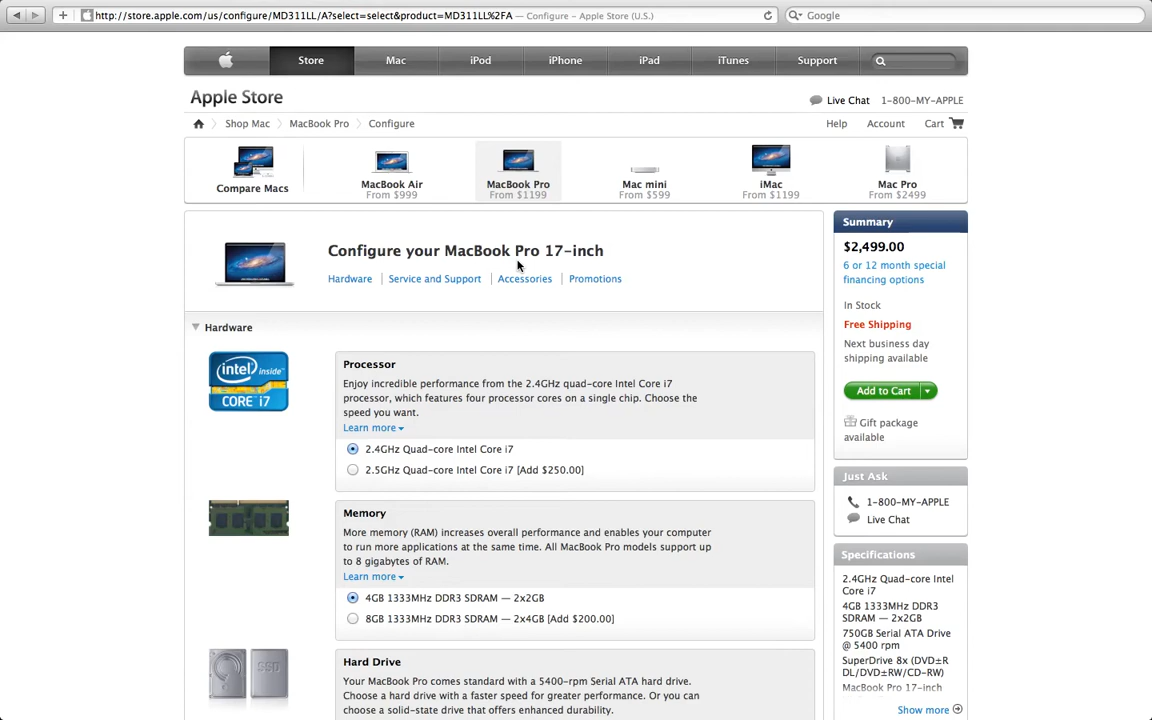 http://store.apple.com/us/configure/MD311LL/A?select=select&product=MD311LL%2FA — Configure - Apple Store (U.S.)
Google
Store
Mac
iPod
iPhone
iPad
iTunes
Support
Apple Store
Live Chat 1-800-MY-APPLE
Shop Mac
MacBook Pro
Configure
Help
Account
Cart
Compare Macs
MacBook Air
From $999
MacBook Pro
From $1199
Mac mini
From $599
iMac
From $1199
Mac Pro
From $2499
Configure your MacBook Pro 17-inch
Hardware
Service and Support
Accessories
Promotions
Hardware
intel inside™
CORE i7
Processor
Enjoy incredible performance from the 2.4GHz quad-core Intel Core i7
processor, which features four processor cores on a single chip. Choose the
speed you want.
Learn more
2.4GHz Quad-core Intel Core i7
2.5GHz Quad-core Intel Core i7 [Add $250.00]
Memory
More memory (RAM) increases overall performance and enables your computer
to run more applications at the same time. All MacBook Pro models support up
to 8 gigabytes of RAM.
Learn more
4GB 1333MHz DDR3 SDRAM — 2x2GB
8GB 1333MHz DDR3 SDRAM — 2x4GB [Add $200.00]
SSD
Hard Drive
Your MacBook Pro comes standard with a 5400-rpm Serial ATA hard drive.
Choose a hard drive with a faster speed for greater performance. Or you can
choose a solid-state drive that offers enhanced durability.
Summary
$2,499.00
6 or 12 month special
financing options
In Stock
Free Shipping
Next business day
shipping available
Add to Cart
Gift package
available
Just Ask
1-800-MY-APPLE
Live Chat
Specifications
2.4GHz Quad-core Intel
Core i7
4GB 1333MHz DDR3
SDRAM — 2x2GB
750GB Serial ATA Drive
@ 5400 rpm
SuperDrive 8x (DVD±R
DL/DVD±RW/CD-RW)
MacBook Pro 17-inch
Show more